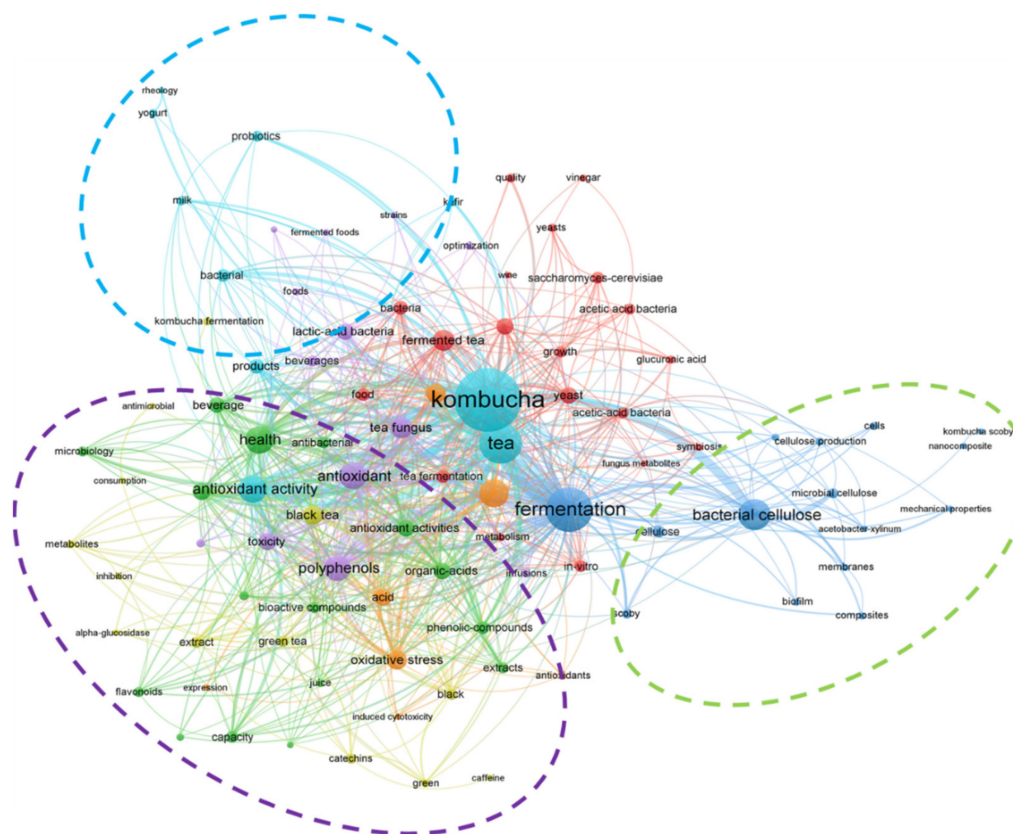 rheology
yogurt
probiotics
milk
quality
vinegar
strains
fermented foods
yeasts
optimization
bacterial
foods
wine
saccharomyces-cerevisiae
kombucha fermentation
bacteria
acetic acid bacteria
lactic-acid bacteria
fermented tea
growth
glucuronic acid
beverages
products
food
kombucha
yeast
antimicrobial
beverage
tea fungus
acetic-acid bacteria
cells
kombucha scoby
health
antibacterial
tea
symbiosis
cellulose production
nanocomposite
microbiology
fungus metabolites
consumption
antioxidant
tea fermentation
antioxidant activity
microbial cellulose
fermentation
bacterial cellulose
mechanical properties
black tea
antioxidant activities
cellulose
acetobacter-xylinum
metabolites
toxicity
metabolism
inhibition
polyphenols
organic-acids
infusions
in-vitro
membranes
bioactive compounds
acid
biofilm
scoby
composites
alpha-glucosidase
extract
green tea
phenolic-compounds
oxidative stress
extracts
antioxidants
flavonoids
expression
juice
black
induced cytotoxicity
capacity
catechins
green
caffeine